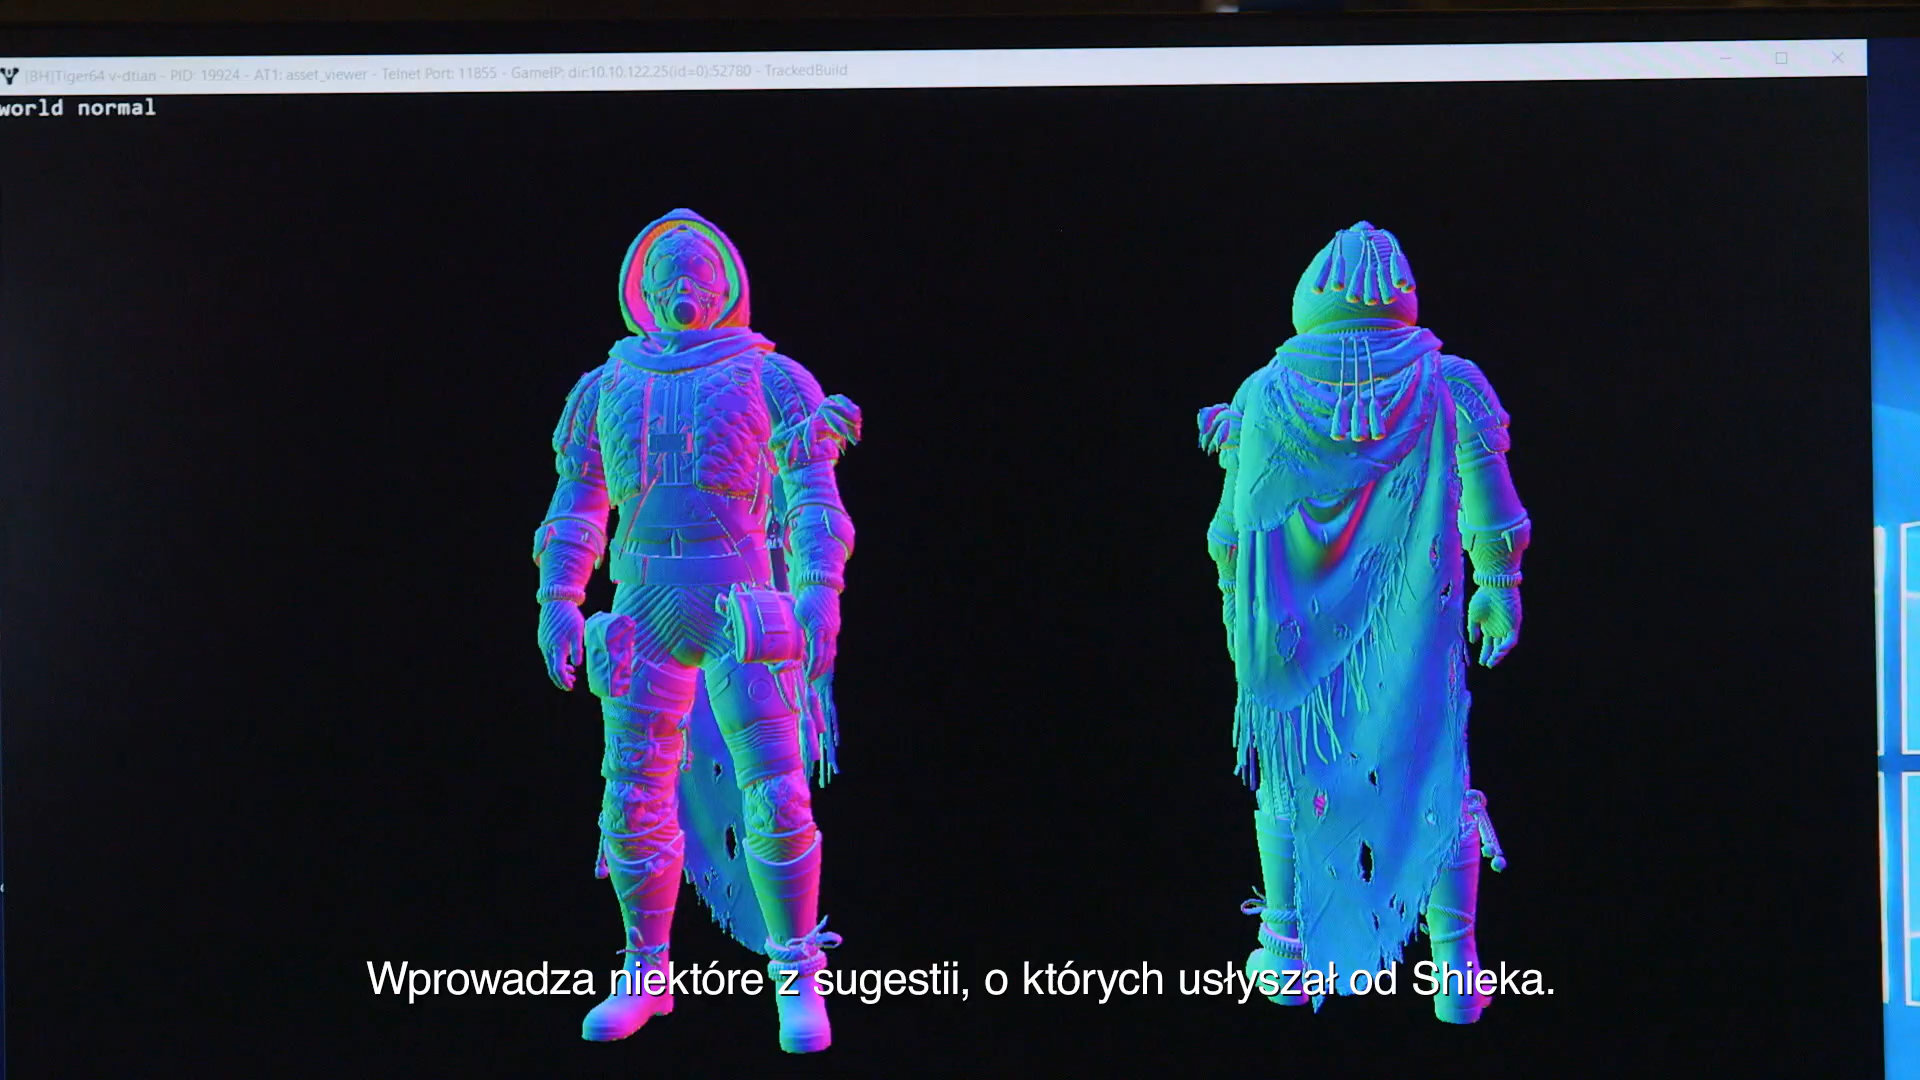 [BH]Tiger64 v-dtian - PID: 19924 - AT1: asset_viewer - Telnet Port: 11855 - GameIP: dir:10.10.122.25(id=0):52780 - TrackedBuild
world normal
Wprowadza niektóre z sugestii, o których usłyszał od Shieka.